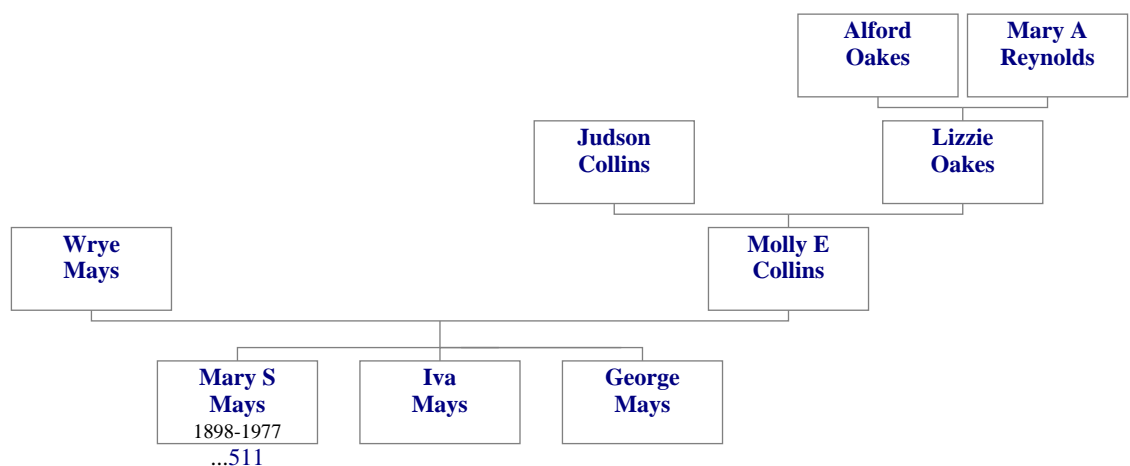 Alford
Oakes
Mary A
Reynolds
Judson
Collins
Lizzie
Oakes
Wrye
Mays
Molly E
Collins
Mary S
Mays
1898-1977
...511
Iva
Mays
George
Mays